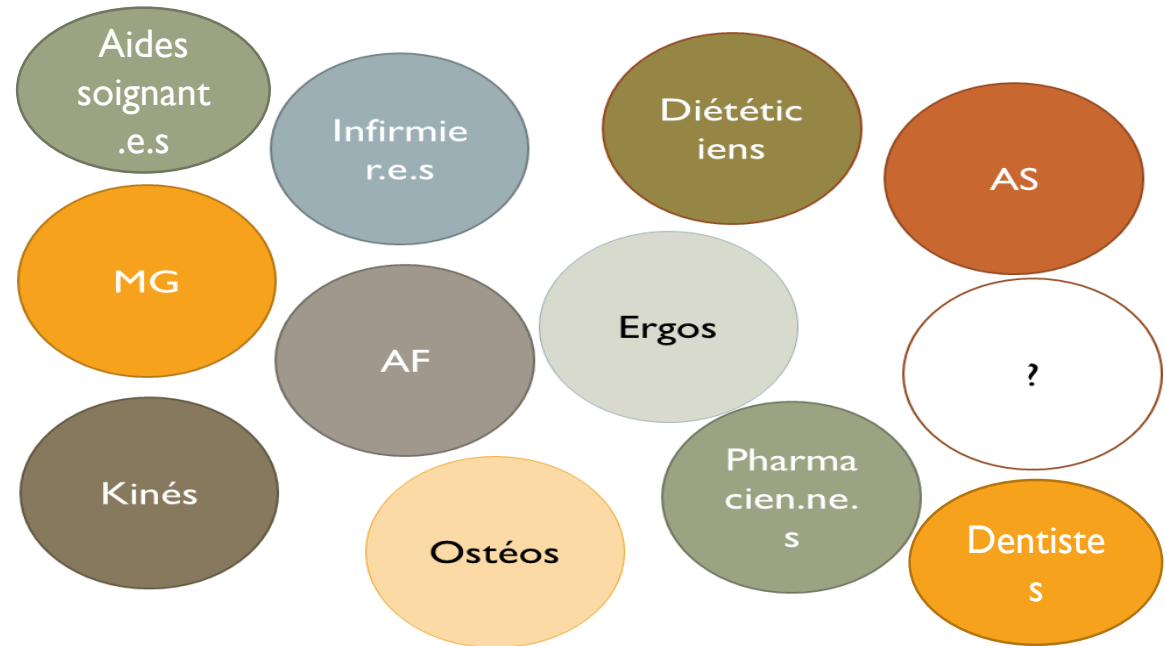 Aides
soignant
.e.s
Infirmie
r.e.s
Diététic
iens
AS
MG
AF
Ergos
?
Kinés
Ostéos
Pharma
cien.ne.
s
Dentiste
s